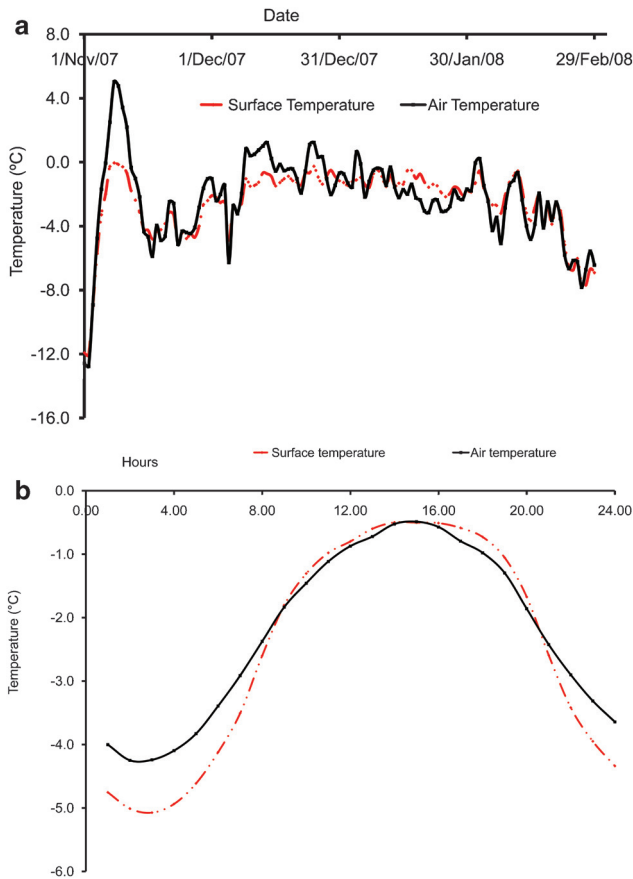 a
Date
8.0
1/Nov/07 1/Dec/07 31/Dec/07 30/Jan/08 29/Feb/08
4.0
Surface Temperature Air Temperature
0.0
-4.0
-8.0
-12.0
-16.0
Temperature (ºC)
b
Hours
Surface temperature Air temperature
0.0
0.00 4.00 8.00 12.00 16.00 20.00 24.00
-1.0
-2.0
-3.0
-4.0
-5.0
-6.0
Temperature (°C)